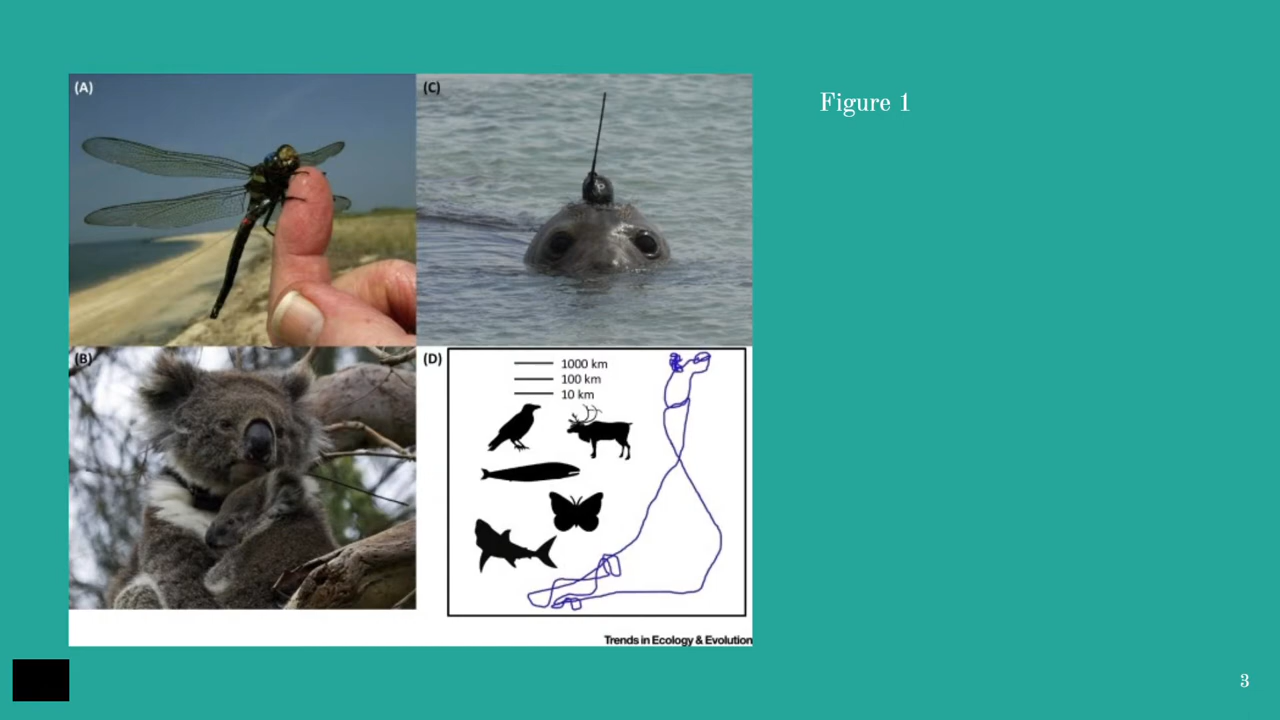 (A)
(C)
Figure 1
(B)
(D)
1000 km
100 km
10 km
Trends in Ecology & Evolution
3